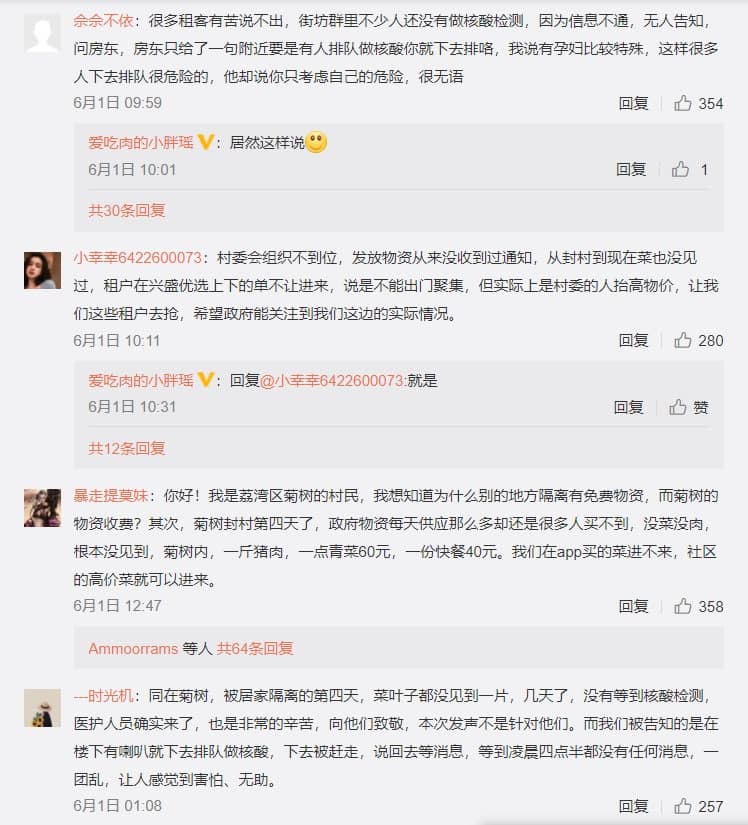 余余不依：很多租客有苦说不出，街坊群里不少人还没有做核酸检测，因为信息不通，无人告知，
问房东，房东只给了一句附近要是有人排队做核酸你就下去排咯，我说有孕妇比较特殊，这样很多
人下去排队很危险的，他却说你只考虑自己的危险，很无语
6月1日 09:59 回复 354
爱吃肉的小胖瑶：居然这样说
6月1日 10:01 回复 1
共30条回复
小幸幸6422600073：村委会组织不到位，发放物资从来没收到过通知，从封村到现在菜也没见
过，租户在兴盛优选上下的单不让进来，说是不能出门聚集，但实际上是村委的人抬高物价，让我
们这些租户去抢，希望政府能关注到我们这边的实际情况。
6月1日 10:11 回复 280
爱吃肉的小胖瑶：回复@小幸幸6422600073:就是
6月1日 10:31 回复 赞
共12条回复
暴走提莫妹：你好！我是荔湾区菊树的村民，我想知道为什么别的地方隔离有免费物资，而菊树的
物资收费？其次，菊树封村第四天了，政府物资每天供应那么多却还是很多人买不到，没菜没肉，
根本没见到，菊树内，一斤猪肉，一点青菜60元，一份快餐40元。我们在app买的菜进不来，社区
的高价菜就可以进来。
6月1日 12:47 回复 358
Ammoorrams 等人 共64条回复
---时光机：同在菊树，被居家隔离的第四天，菜叶子都没见到一片，几天了，没有等到核酸检测，
医护人员确实来了，也是非常的辛苦，向他们致敬，本次发声不是针对他们。而我们被告知的是在
楼下有喇叭就下去排队做核酸，下去被赶走，说回去等消息，等到凌晨四点半都没有任何消息，一
团乱，让人感觉到害怕、无助。
6月1日 01:08 回复 257